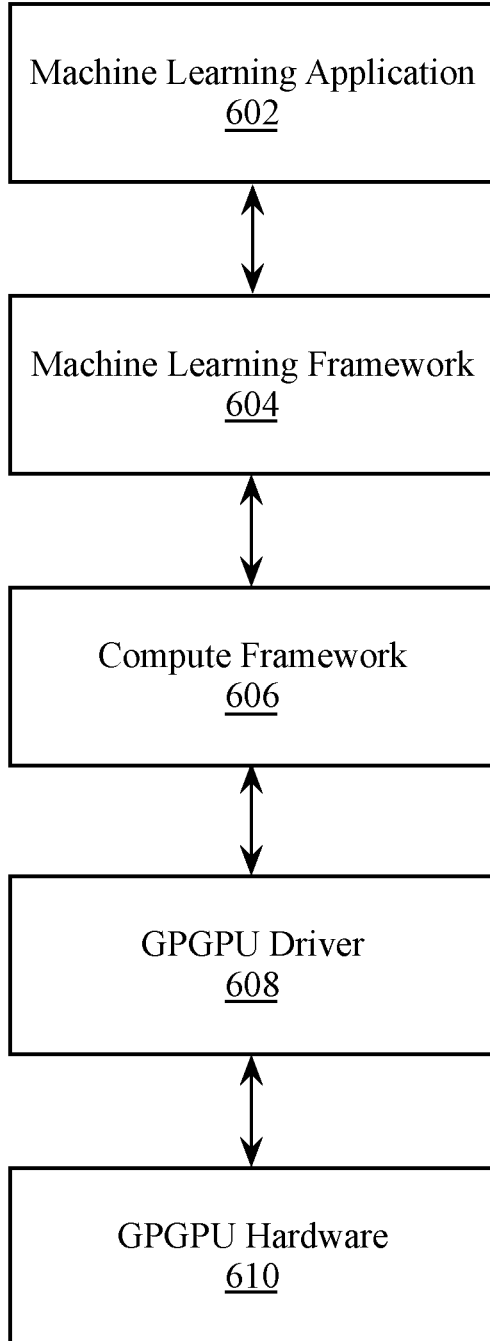 Machine Learning Application
602
Machine Learning Framework
604
Compute Framework
606
GPGPU Driver
608
GPGPU Hardware
610